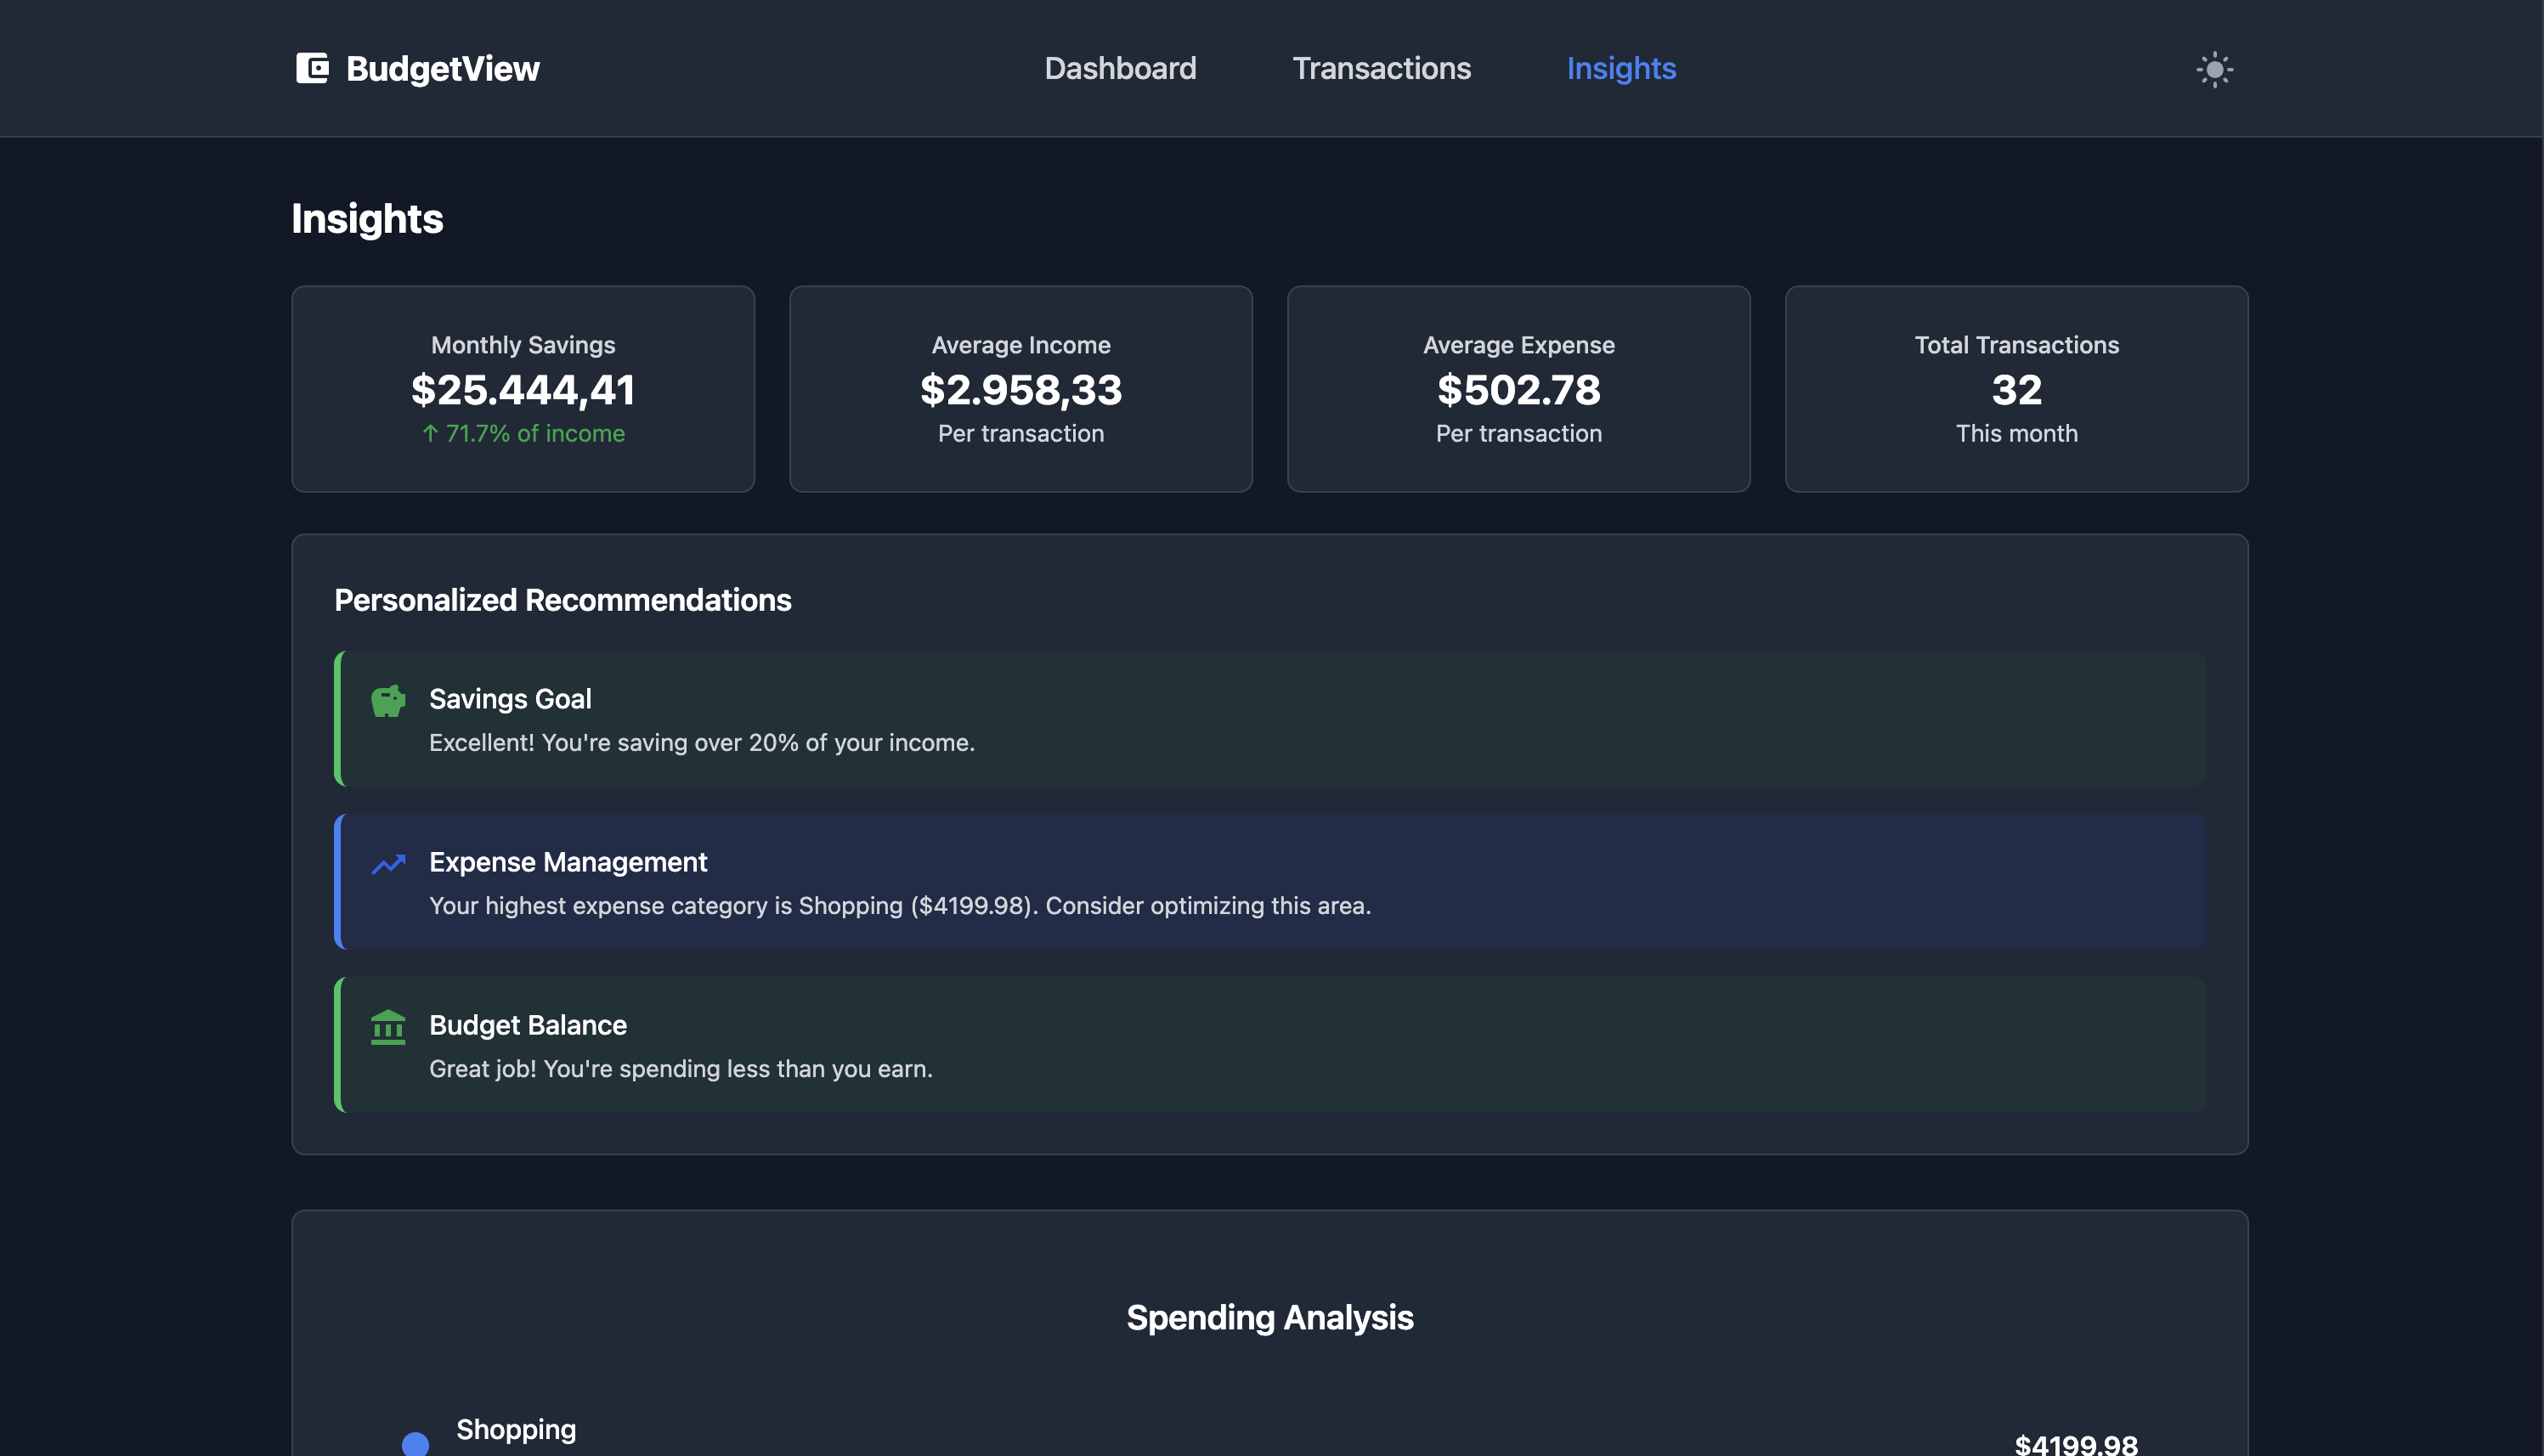 BudgetView
Dashboard Transactions Insights
Insights
Monthly Savings
$25.444,41
↑ 71.7% of income
Average Income
$2.958,33
Per transaction
Average Expense
$502.78
Per transaction
Total Transactions
32
This month
Personalized Recommendations
Savings Goal
Excellent! You're saving over 20% of your income.
Expense Management
Your highest expense category is Shopping ($4199.98). Consider optimizing this area.
Budget Balance
Great job! You're spending less than you earn.
Spending Analysis
Shopping
$4199.98